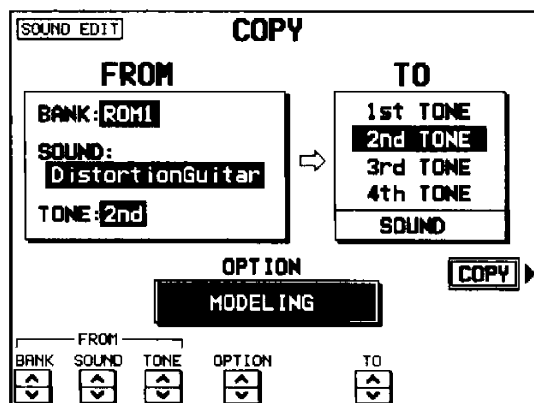 SOUND EDIT
COPY
FROM
TO
BANK:ROM1
SOUND:
DistortionGuitar
TONE:2nd
1st TONE
2nd TONE
3rd TONE
4th TONE
SOUND
OPTION
MODELING
COPY
FROM
BANK SOUND TONE OPTION TO